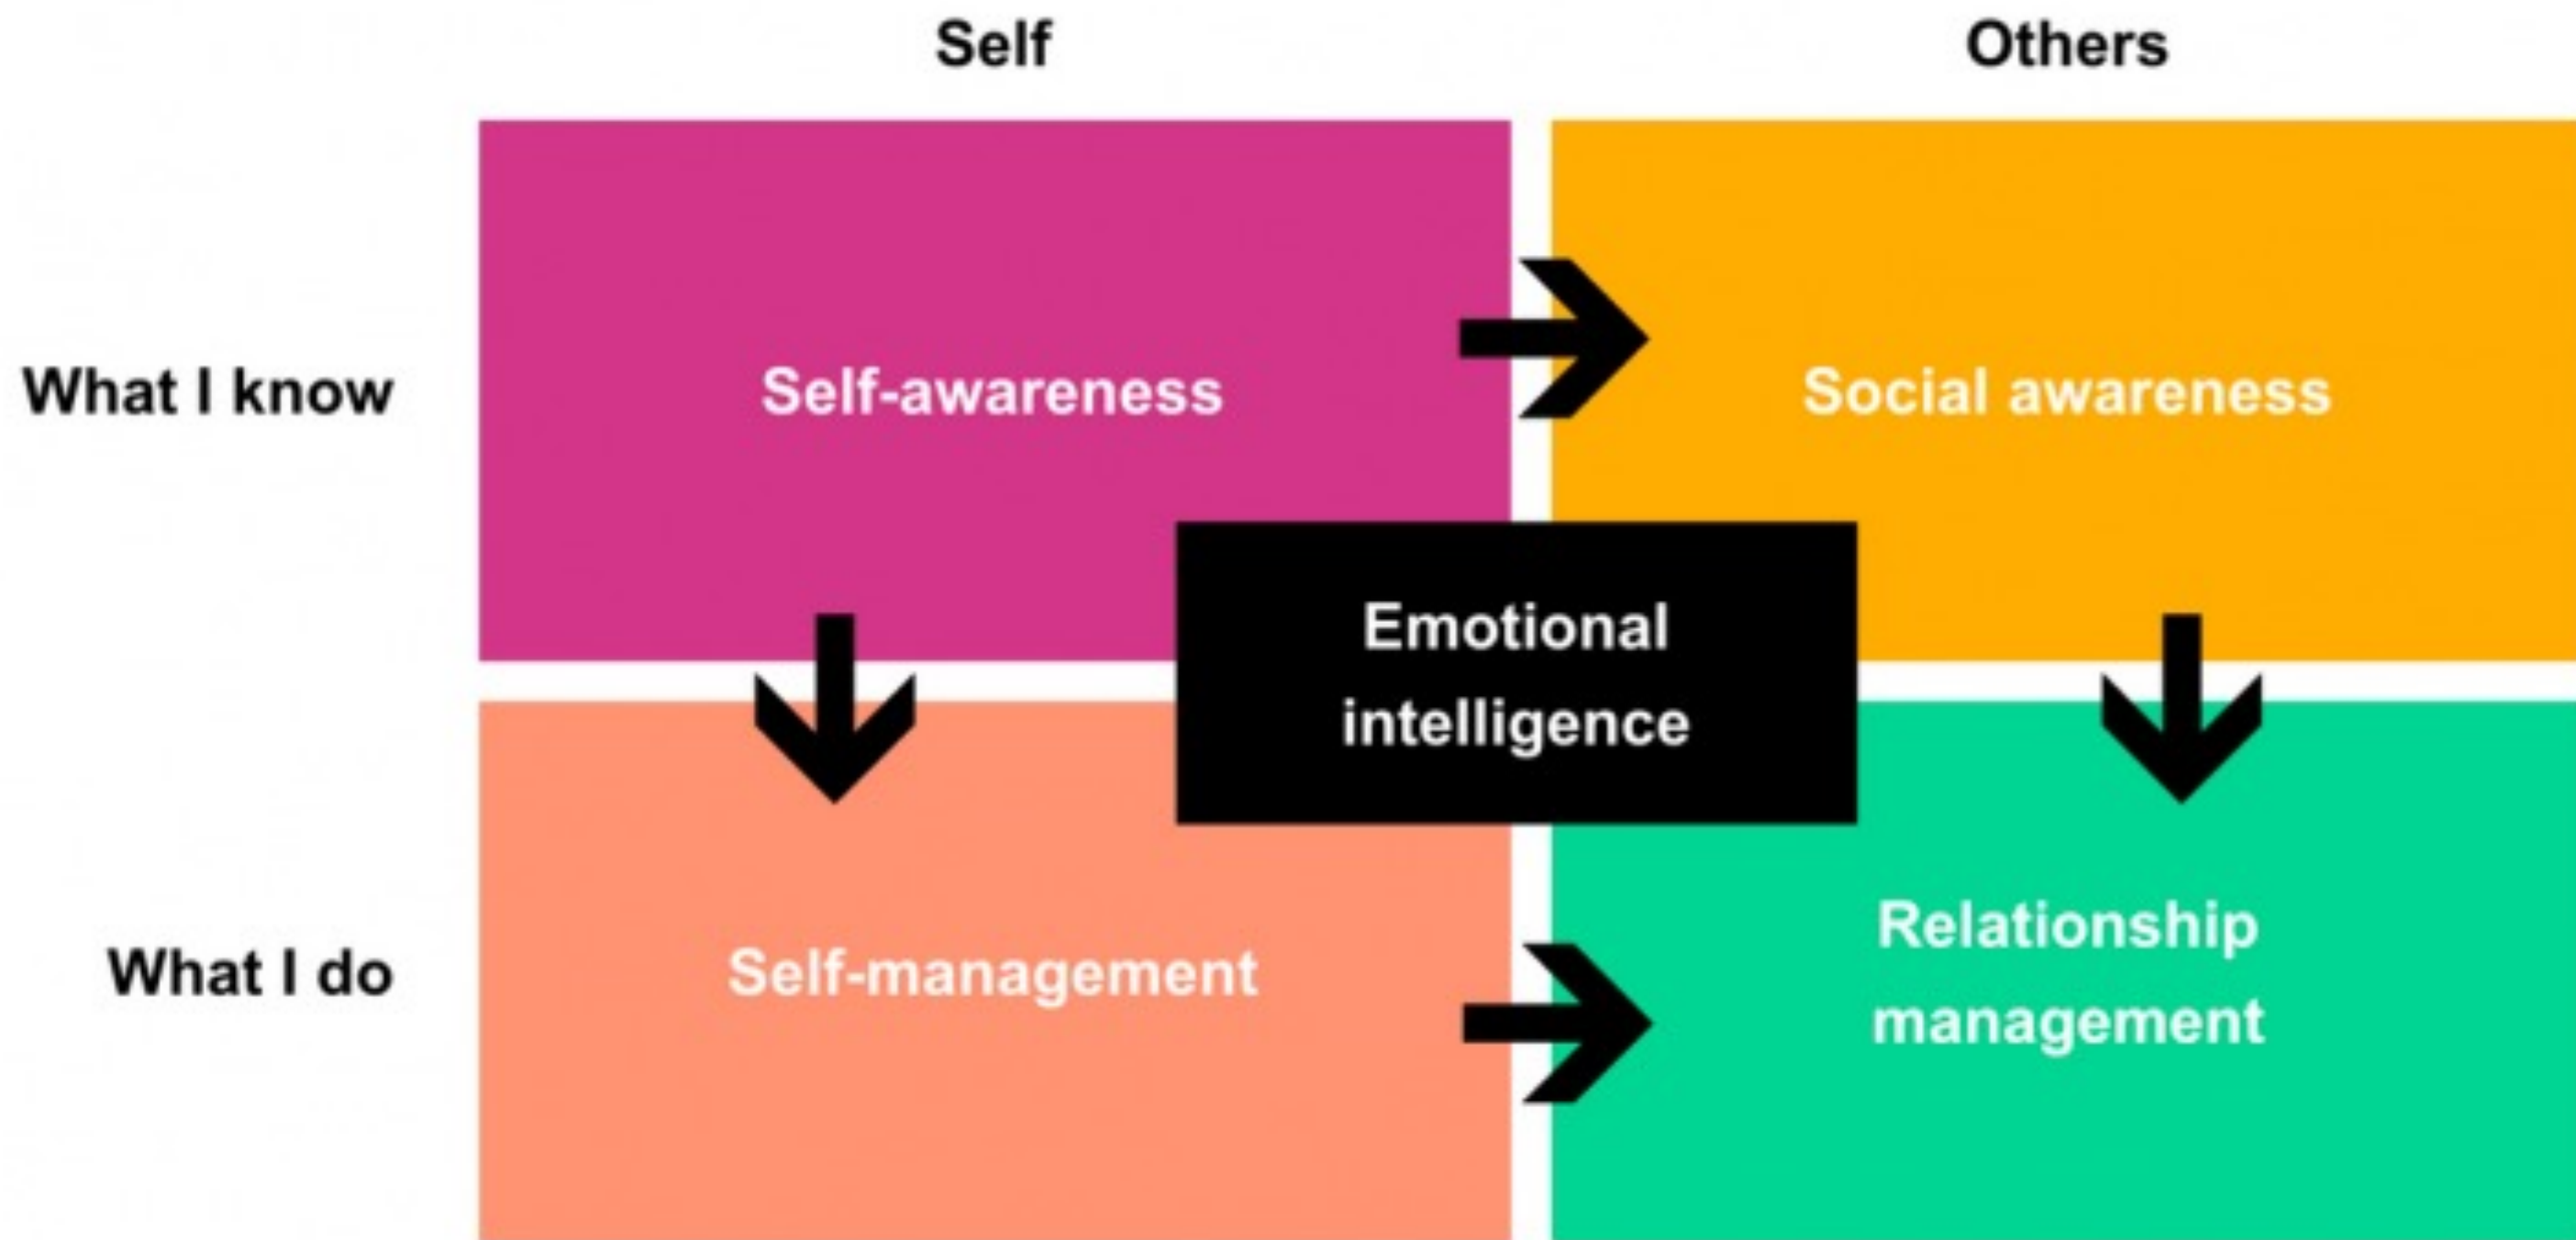 Self
Others
What I know
Self-awareness
Social awareness
Emotional
intelligence
What I do
Self-management
Relationship
management